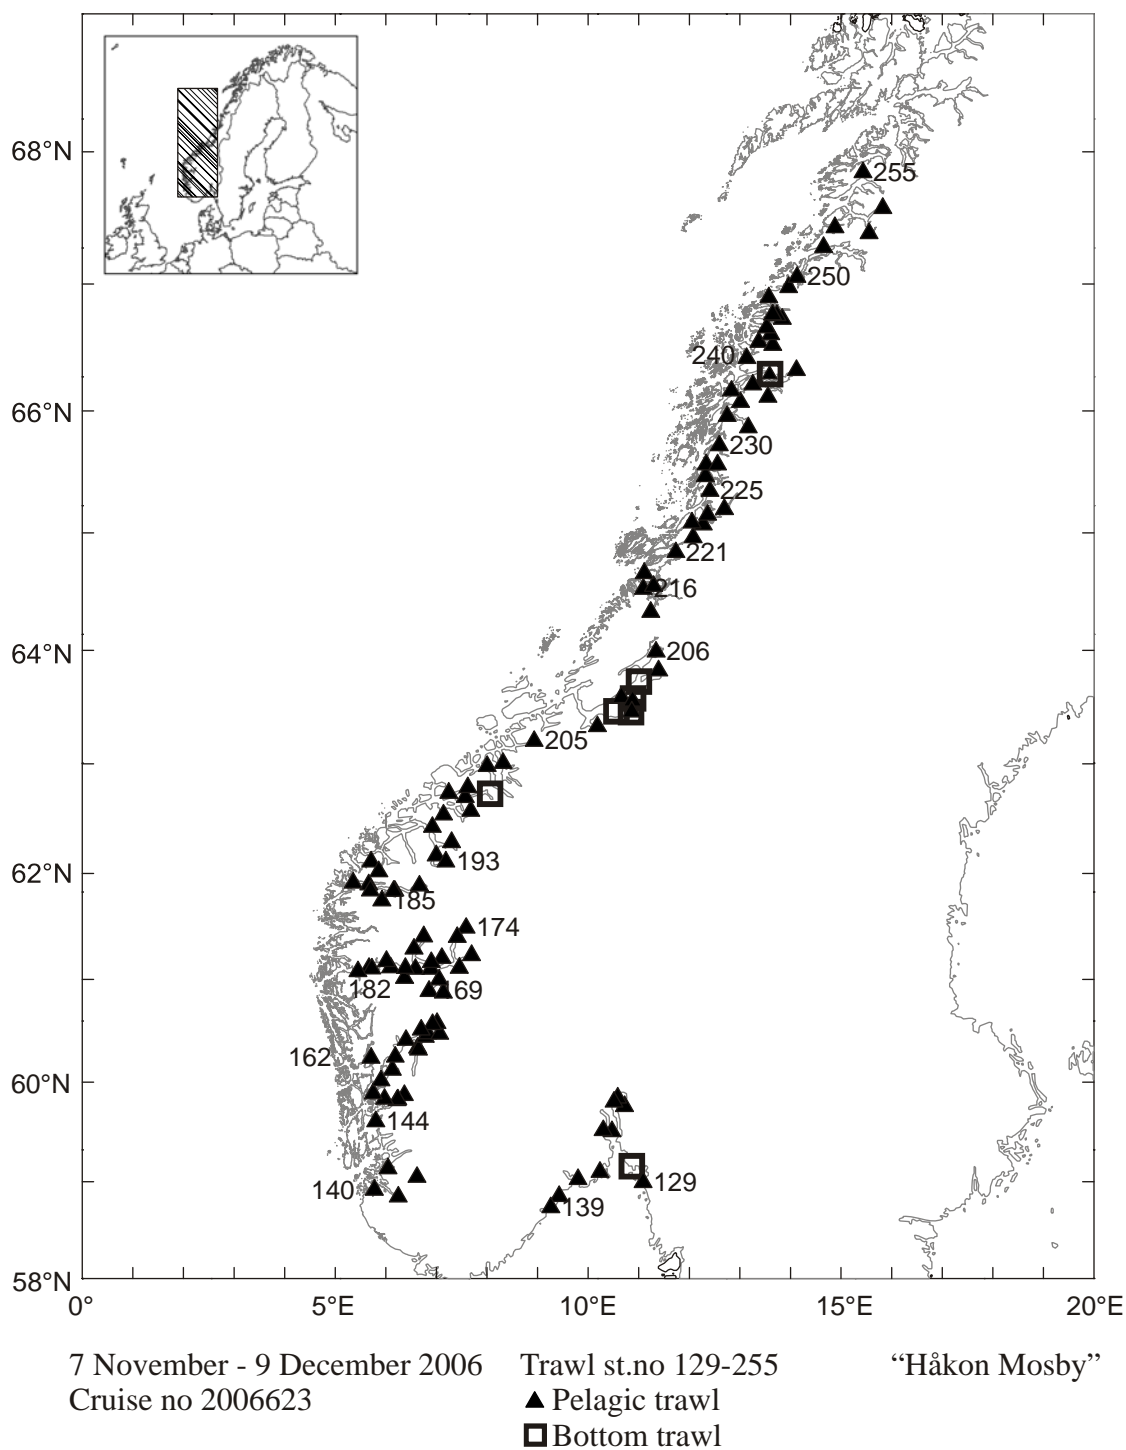 68°N
255
250
240
66°N
230
225
221
216
64°N
206
205
193
62°N
185
174
182
169
162
60°N
144
129
140
139
58°N
0° 5°E 10°E 15°E 20°E
7 November - 9 December 2006 Trawl st.no 129-255 “Håkon Mosby”
Cruise no 2006623 Pelagic trawl
Bottom trawl